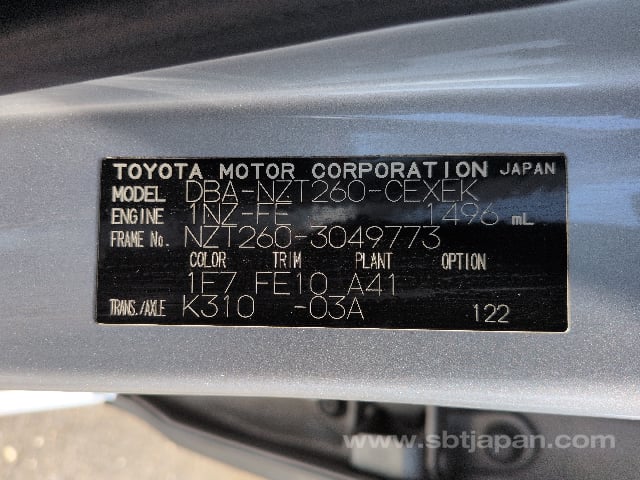 TOYOTA MOTOR CORPORATION JAPAN
MODEL DBA-NZT260-CEXEK
ENGINE 1NZ-FE 1496 mL
FRAME No. NZT260-3049773
COLOR TRIM PLANT OPTION
1F7 FE10 A41
TRANS./AXLE K310 -03A 122
www.sbtjapan.com